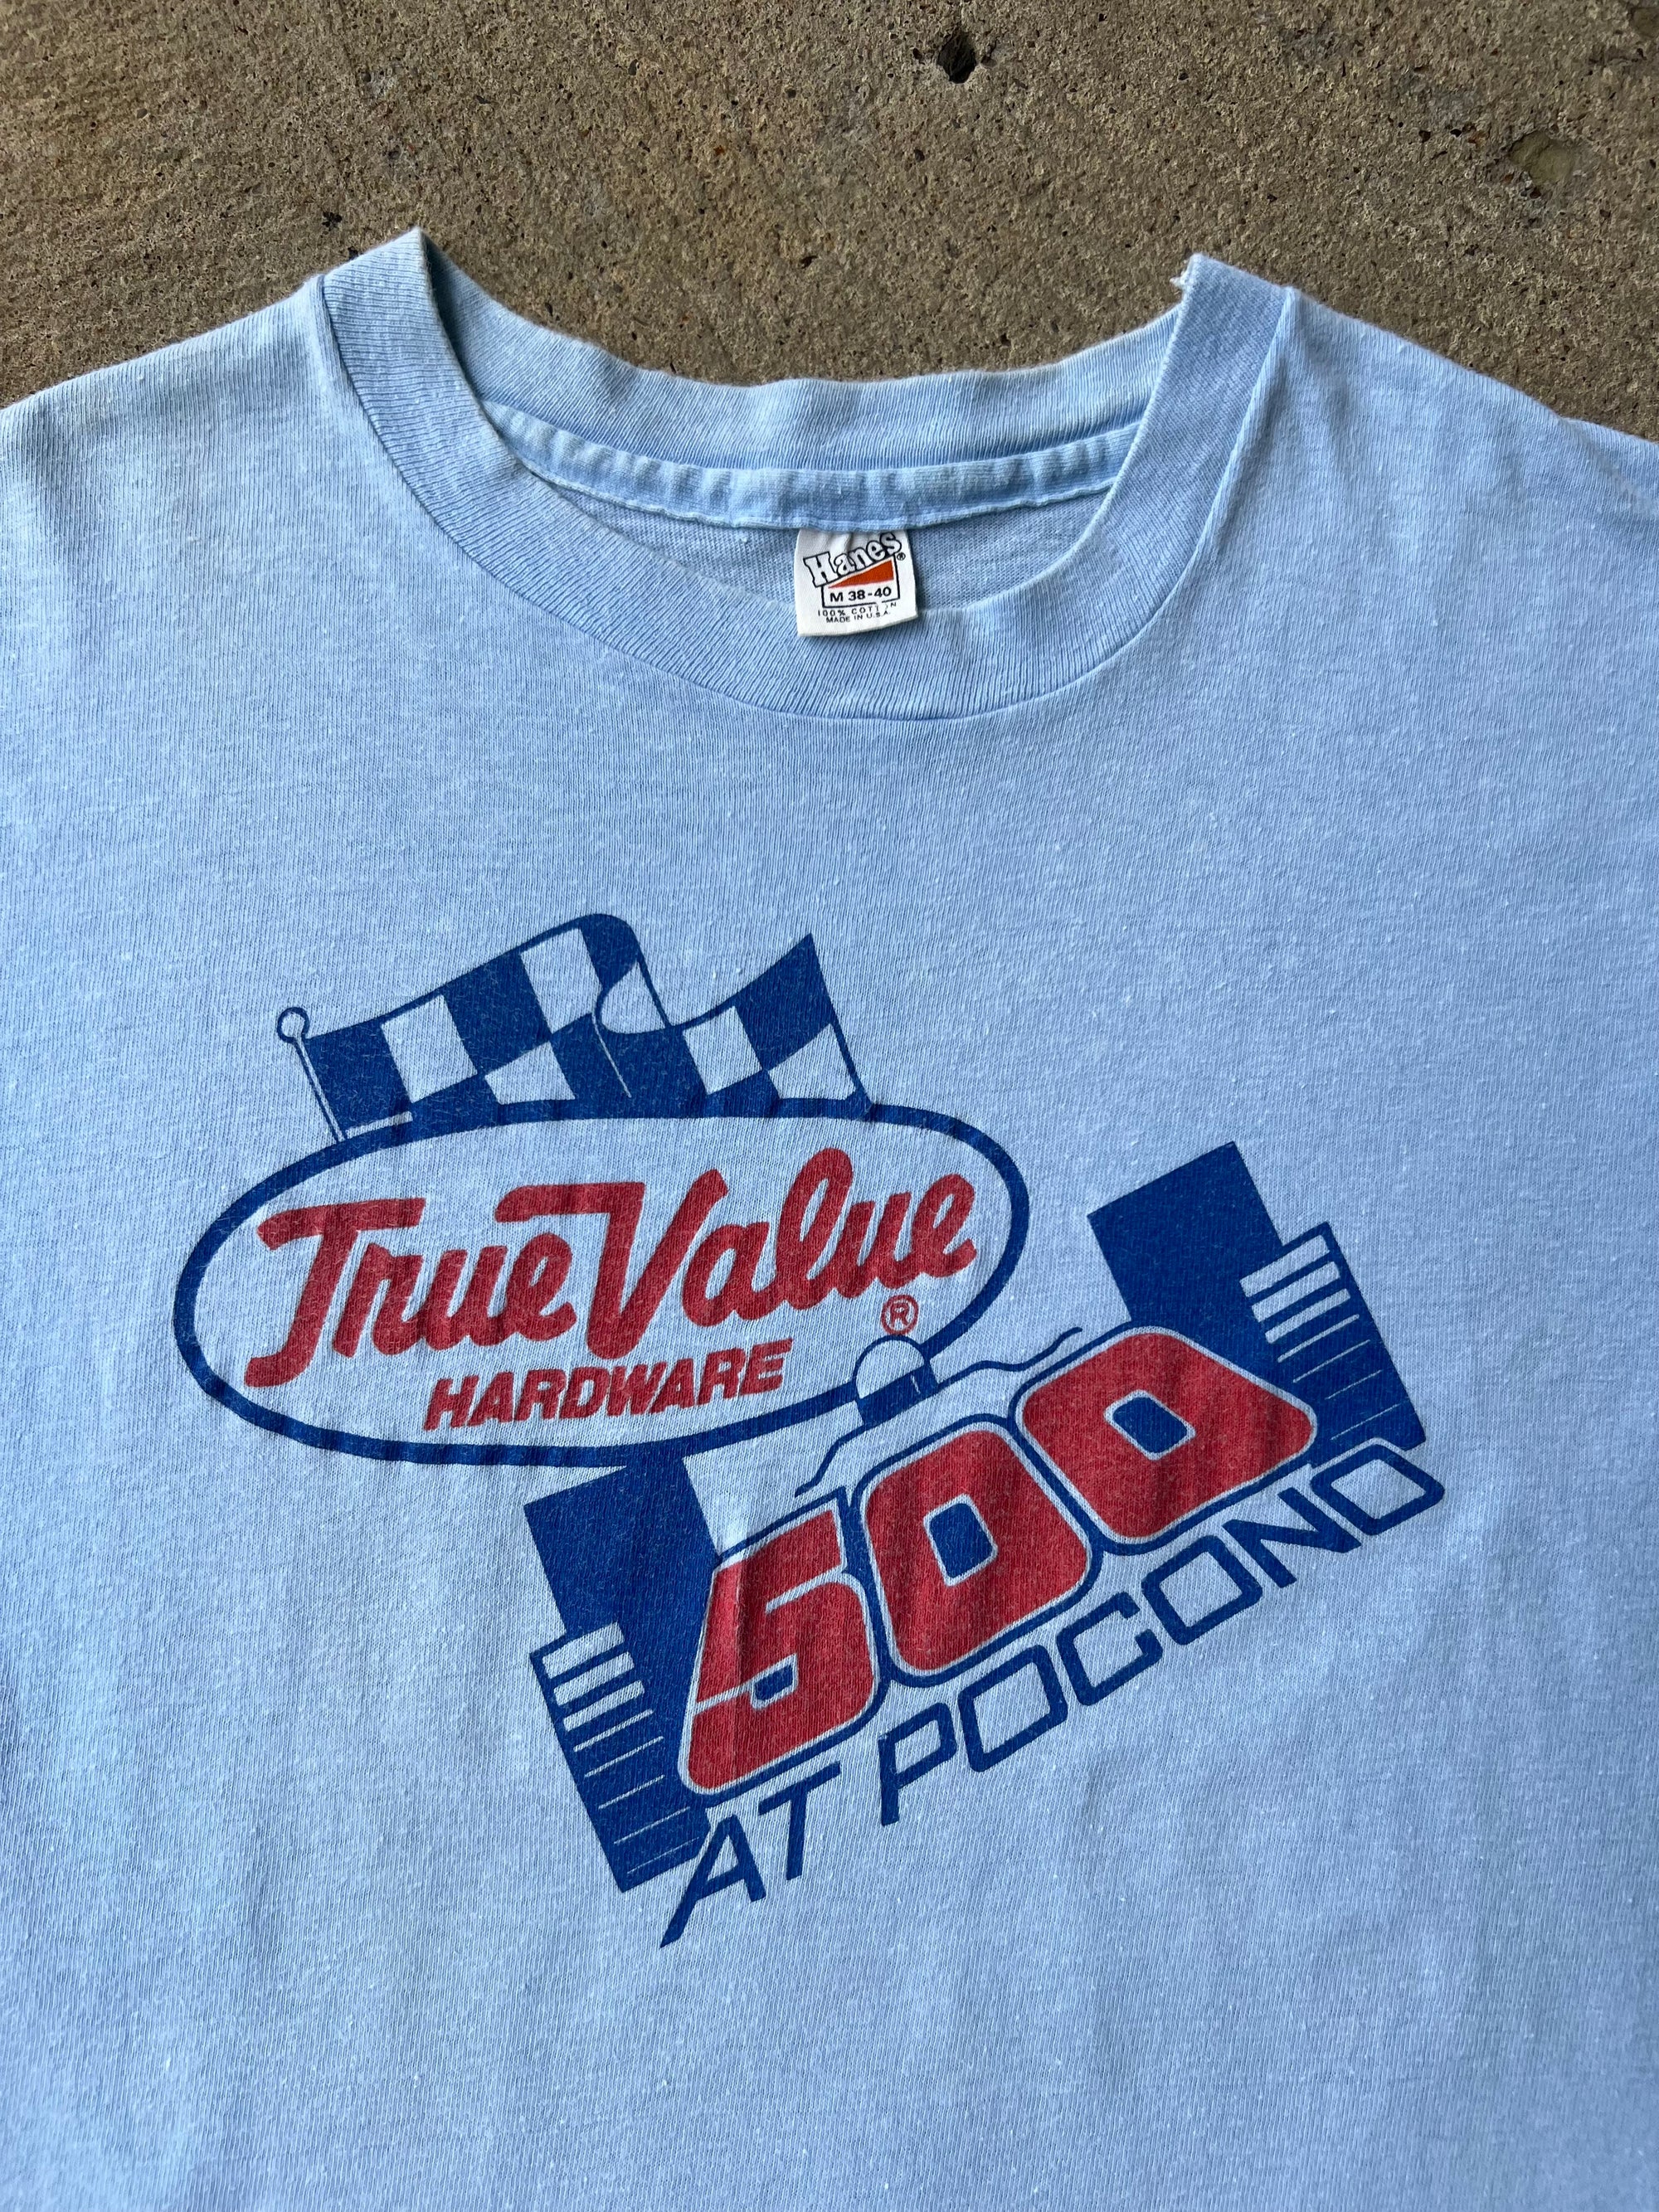 Hanes®
M 38-40
100% COTTON
MADE IN U.S.A.
True Value
®
HARDWARE
500
AT POCONO